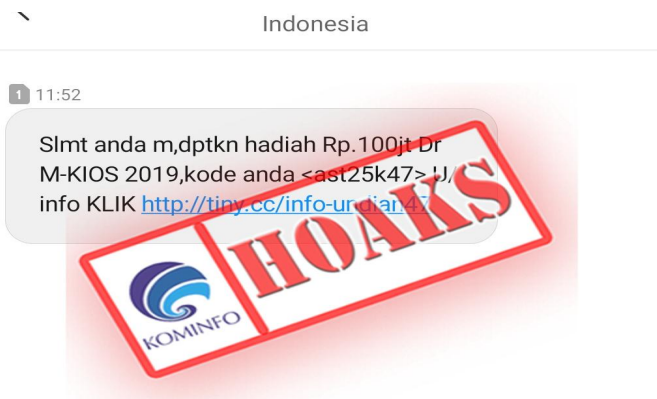 Indonesia
1 11:52
Slmt anda m,dptkn hadiah Rp.100jt Dr
M-KIOS 2019,kode anda <ast25k47> U/
info KLIK http://tiny.cc/info-undian47
HOAKS
KOMINFO